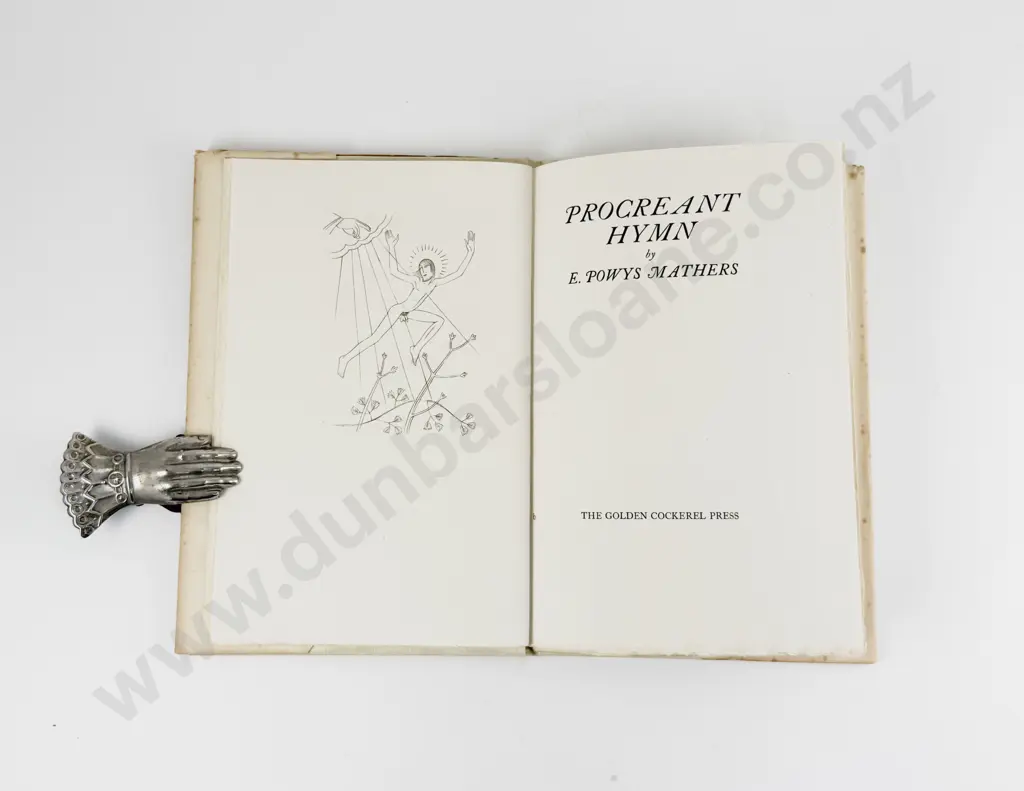 PROCREANT
HYMN
by
E. POWYS MATHERS
THE GOLDEN COCKEREL PRESS
www.dunbarsloane.co.nz